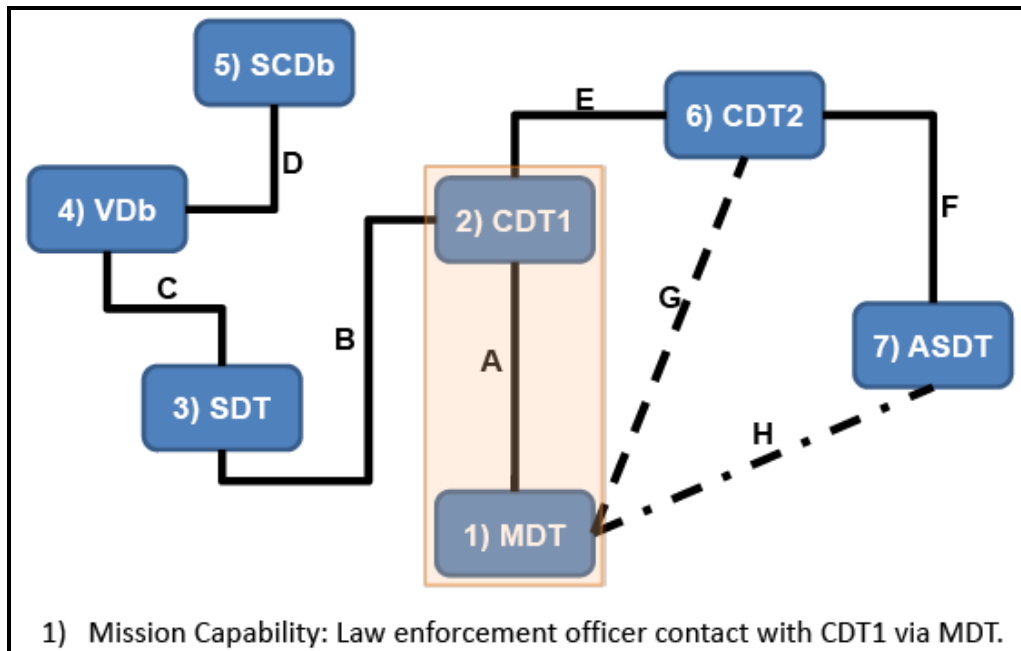 5) SCDb
E
6) CDT2
D
4) VDb
2) CDT1
F
C
G
B
A
7) ASDT
3) SDT
H
1) MDT
1) Mission Capability: Law enforcement officer contact with CDT1 via MDT.